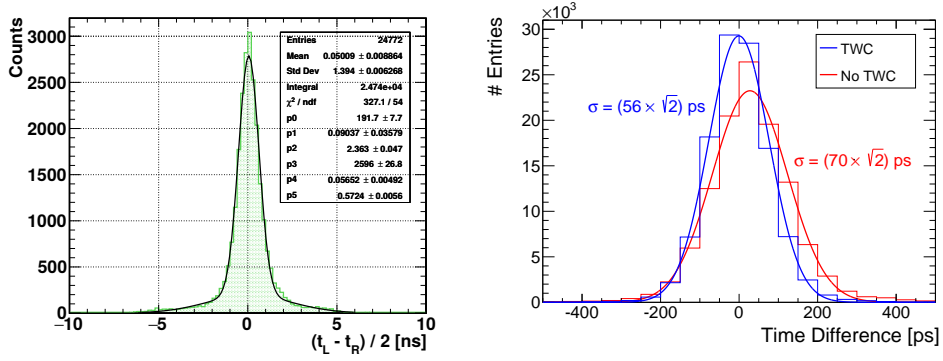 Counts
3000
2500
2000
1500
1000
500
0
Entries 24772
Mean 0.05009 ± 0.008864
Std Dev 1.394 ± 0.006268
Integral 2.474e+04
χ² / ndf 327.1 / 54
p0 191.7 ± 7.7
p1 0.09037 ± 0.03579
p2 2.363 ± 0.047
p3 2596 ± 26.8
p4 0.05652 ± 0.00492
p5 0.5724 ± 0.0056
−10 −5 0 5 10
(t_L - t_R) / 2 [ns]
×10³
# Entries
30
25
20
15
10
5
0
TWC
No TWC
σ = (56 × √2) ps
σ = (70 × √2) ps
-400 -200 0 200 400
Time Difference [ps]